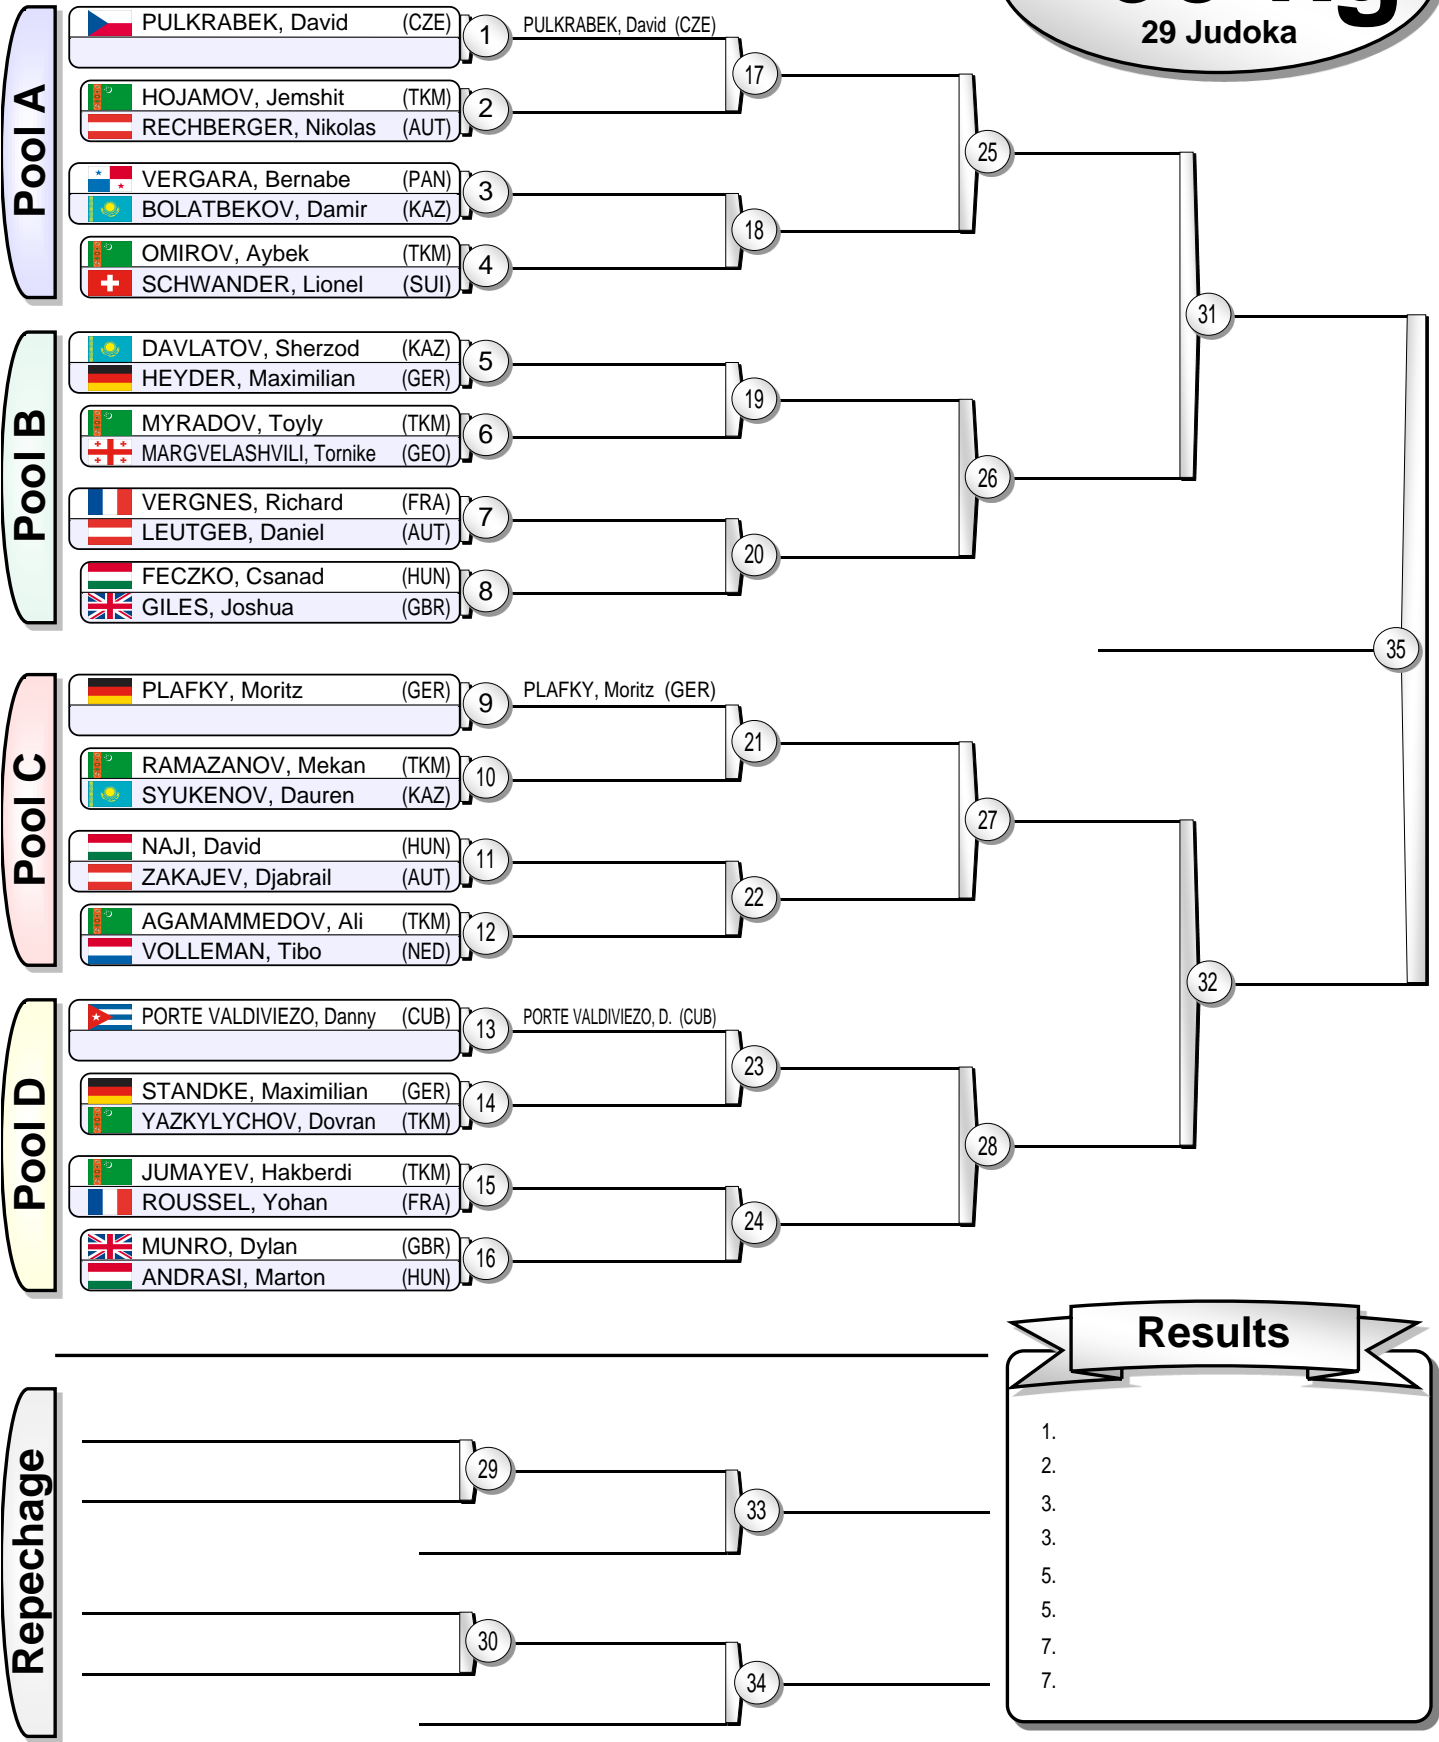 29 Judoka
Pool A
PULKRABEK, David (CZE) 1 PULKRABEK, David (CZE)
17
HOJAMOV, Jemshit (TKM)
2
RECHBERGER, Nikolas (AUT)
25
VERGARA, Bernabe (PAN)
3
BOLATBEKOV, Damir (KAZ)
18
OMIROV, Aybek (TKM)
4
SCHWANDER, Lionel (SUI)
31
Pool B
DAVLATOV, Sherzod (KAZ)
5
HEYDER, Maximilian (GER)
19
MYRADOV, Toyly (TKM)
6
MARGVELASHVILI, Tornike (GEO)
26
VERGNES, Richard (FRA)
7
LEUTGEB, Daniel (AUT)
20
FECZKO, Csanad (HUN)
8
GILES, Joshua (GBR)
35
Pool C
PLAFKY, Moritz (GER) 9 PLAFKY, Moritz (GER)
21
RAMAZANOV, Mekan (TKM)
10
SYUKENOV, Dauren (KAZ)
27
NAJI, David (HUN)
11
ZAKAJEV, Djabrail (AUT)
22
AGAMAMMEDOV, Ali (TKM)
12
VOLLEMAN, Tibo (NED)
32
Pool D
PORTE VALDIVIEZO, Danny (CUB) 13 PORTE VALDIVIEZO, D. (CUB)
23
STANDKE, Maximilian (GER)
14
YAZKYLYCHOV, Dovran (TKM)
28
JUMAYEV, Hakberdi (TKM)
15
ROUSSEL, Yohan (FRA)
24
MUNRO, Dylan (GBR)
16
ANDRASI, Marton (HUN)
Repechage
29
33
30
34
Results
1.
2.
3.
3.
5.
5.
7.
7.